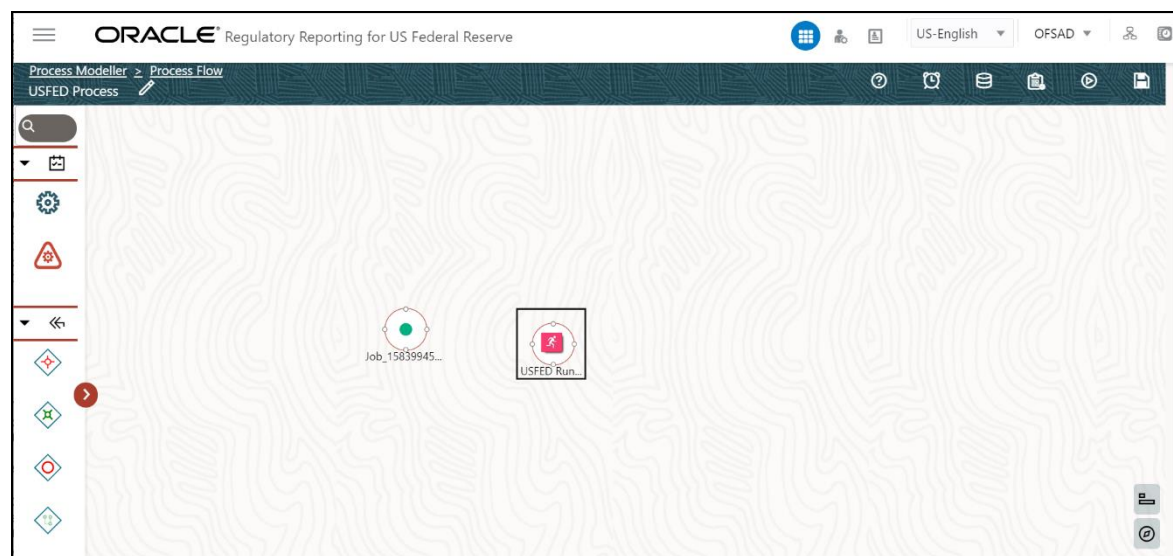 ORACLE® Regulatory Reporting for US Federal Reserve
US-English
OFSAD
Process Modeller > Process Flow
USFED Process
Job_15839945...
USFED Run...